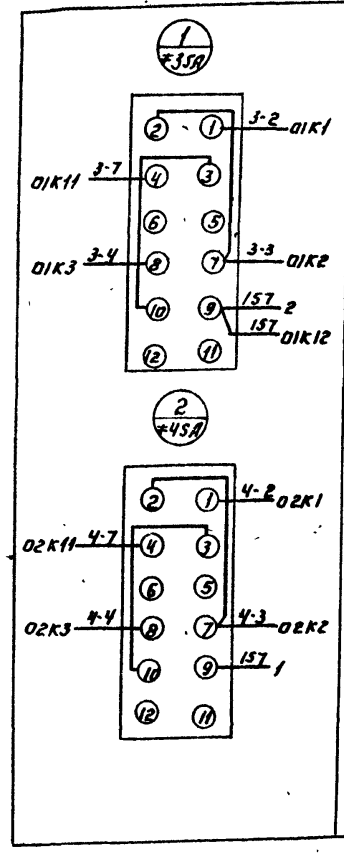 1
*3SA
2 1 3-2 01K1
01K11 3-7 4 3
6 5
01K3 3-4 8 7 3-3 01K2
10 9 157 2
157 01K12
12 11
2
*4SA
2 1 4-2 02K1
02K11 4-7 4 3
6 5
02K3 4-4 8 7 4-3 02K2
10 9 157 1
12 11